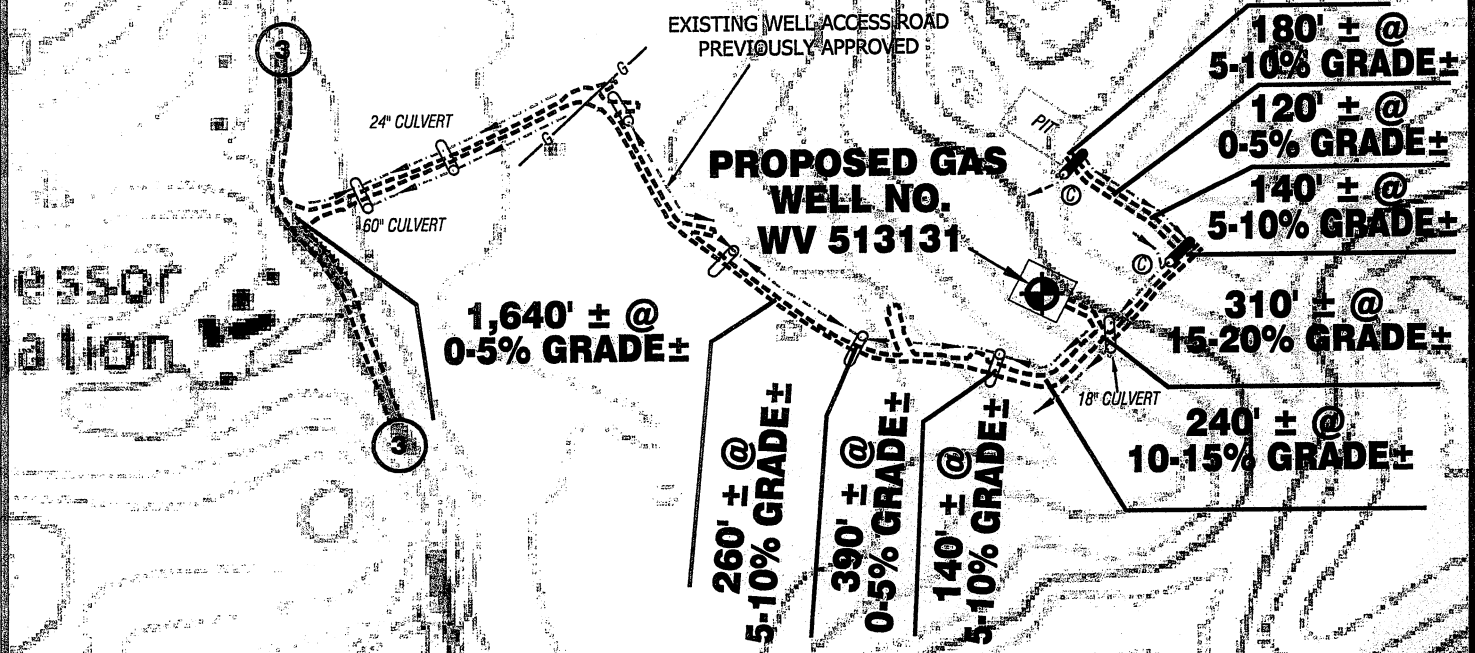 3
EXISTING WELL ACCESS ROAD
PREVIOUSLY APPROVED
G
24" CULVERT
G
60" CULVERT
PIT
180' ± @
5-10% GRADE±
120' ± @
0-5% GRADE±
140' ± @
5-10% GRADE±
C
C
PROPOSED GAS
WELL NO.
WV 513131
essor
ation
1,640' ± @
0-5% GRADE±
310' ± @
15-20% GRADE±
18" CULVERT
240' ± @
10-15% GRADE±
3
260' ± @
5-10% GRADE±
390' ± @
0-5% GRADE±
140' ± @
5-10% GRADE±